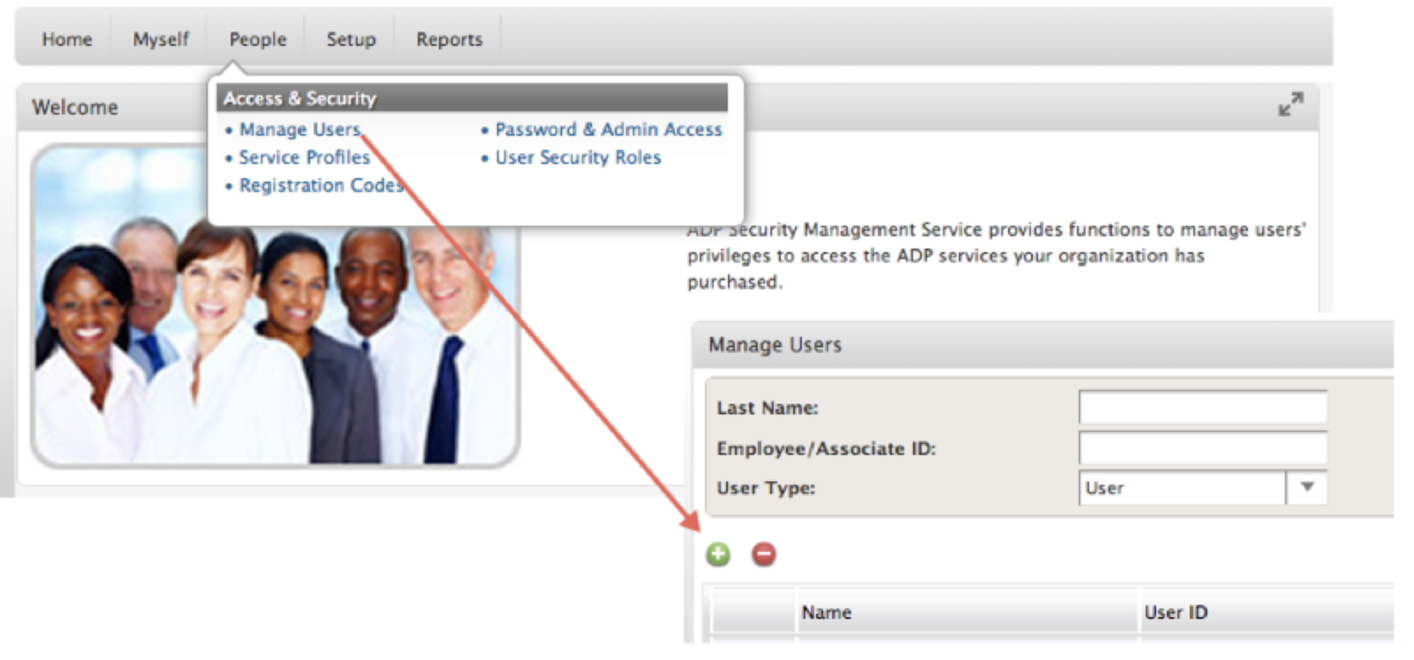 Home Myself People Setup Reports
Welcome
Access & Security
• Manage Users • Password & Admin Access
• Service Profiles • User Security Roles
• Registration Codes
ADP Security Management Service provides functions to manage users'
privileges to access the ADP services your organization has
purchased.
Manage Users
Last Name:
Employee/Associate ID:
User Type: User
Name User ID